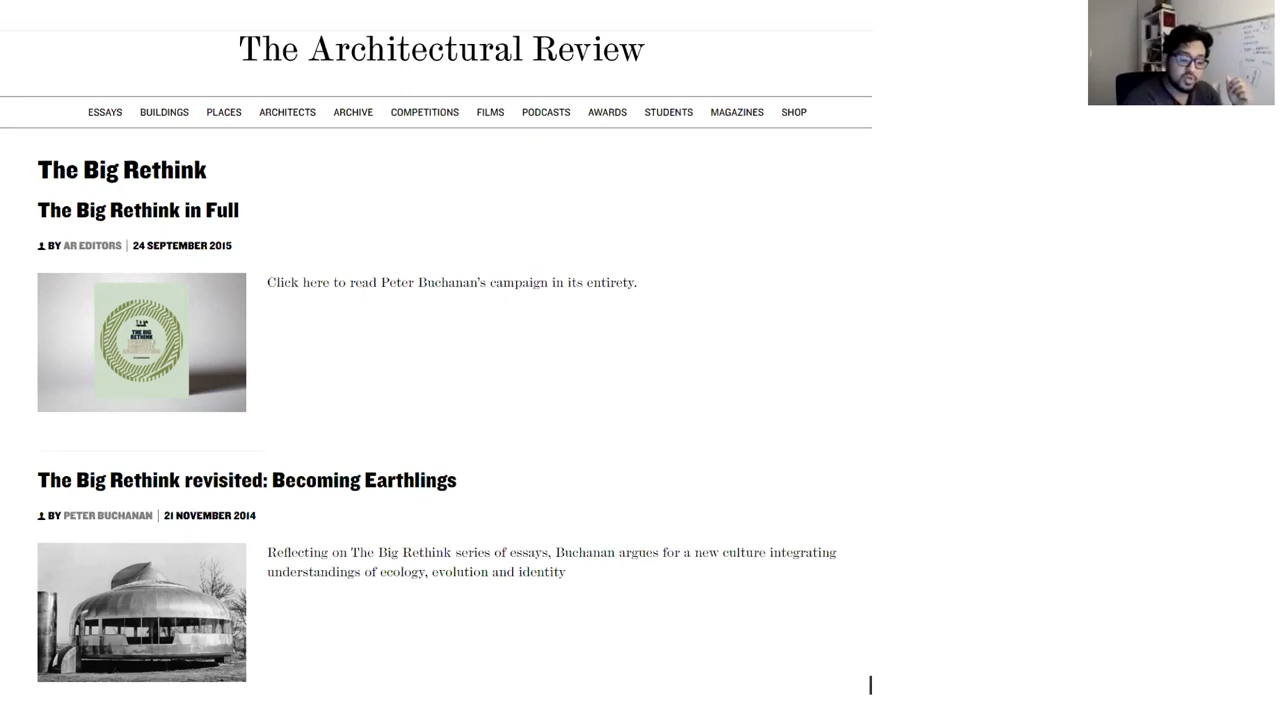 The Architectural Review
ESSAYS BUILDINGS PLACES ARCHITECTS ARCHIVE COMPETITIONS FILMS PODCASTS AWARDS STUDENTS MAGAZINES SHOP
The Big Rethink
The Big Rethink in Full
BY AR EDITORS | 24 SEPTEMBER 2015
Click here to read Peter Buchanan's campaign in its entirety.
THE BIG
RETHINK
The Big Rethink revisited: Becoming Earthlings
BY PETER BUCHANAN | 21 NOVEMBER 2014
Reflecting on The Big Rethink series of essays, Buchanan argues for a new culture integrating
understandings of ecology, evolution and identity